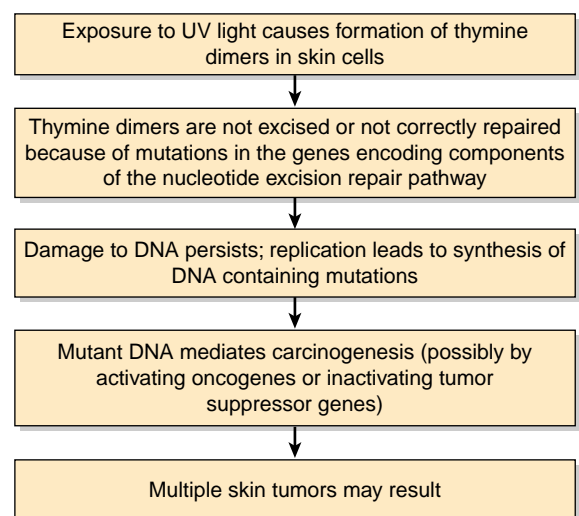 Exposure to UV light causes formation of thymine
dimers in skin cells
Thymine dimers are not excised or not correctly repaired
because of mutations in the genes encoding components
of the nucleotide excision repair pathway
Damage to DNA persists; replication leads to synthesis of
DNA containing mutations
Mutant DNA mediates carcinogenesis (possibly by
activating oncogenes or inactivating tumor
suppressor genes)
Multiple skin tumors may result